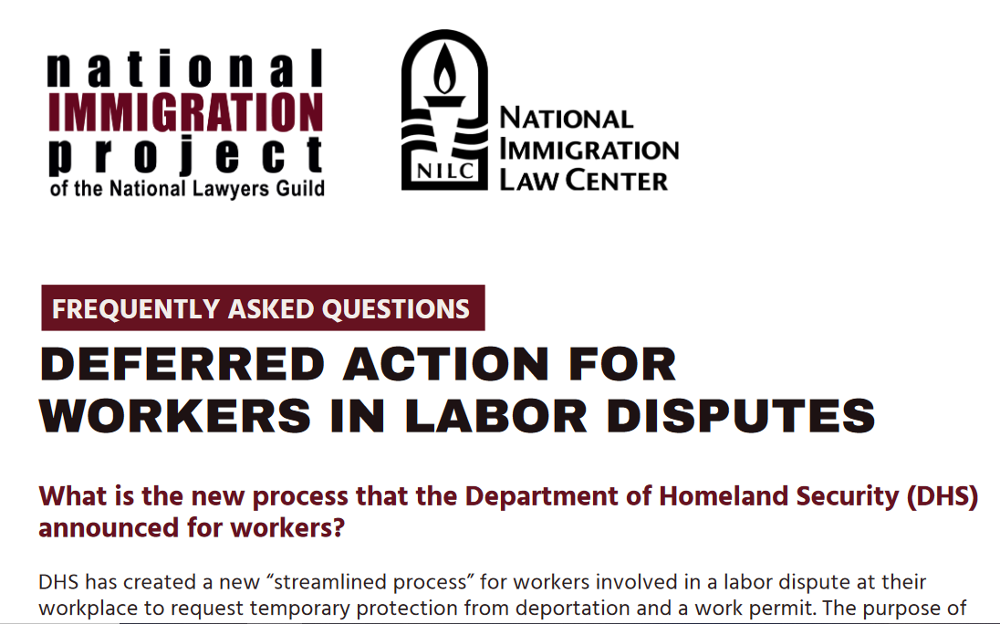 national
IMMIGRATION
project
of the National Lawyers Guild
NILC
NATIONAL
IMMIGRATION
LAW CENTER
FREQUENTLY ASKED QUESTIONS
DEFERRED ACTION FOR
WORKERS IN LABOR DISPUTES
What is the new process that the Department of Homeland Security (DHS)
announced for workers?
DHS has created a new “streamlined process” for workers involved in a labor dispute at their
workplace to request temporary protection from deportation and a work permit. The purpose of